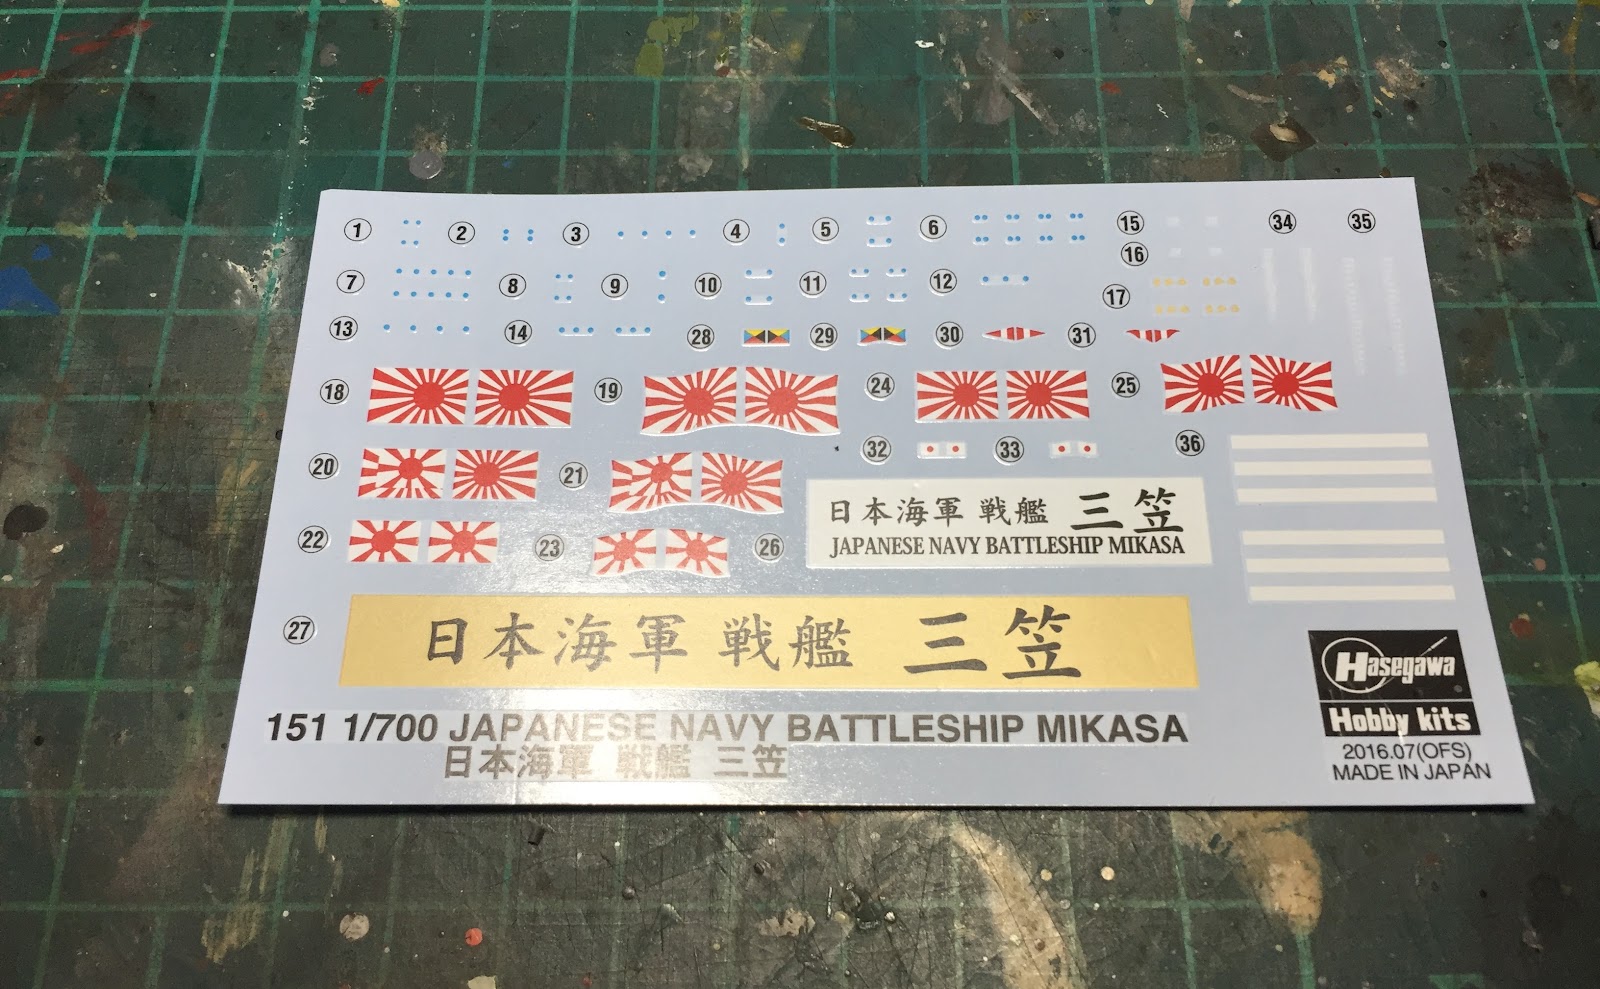 1 2 3 4 5 6 15 34 35
16
7 8 9 10 11 12 17
13 14 28 29 30 31
18 19 24 25
20 21 32 33 36
日本海軍 戦艦 三笠
JAPANESE NAVY BATTLESHIP MIKASA
22 23 26
27
日本海軍 戦艦 三笠
151 1/700 JAPANESE NAVY BATTLESHIP MIKASA
日本海軍 戦艦 三笠
Hasegawa
Hobby kits
2016.07(OFS)
MADE IN JAPAN